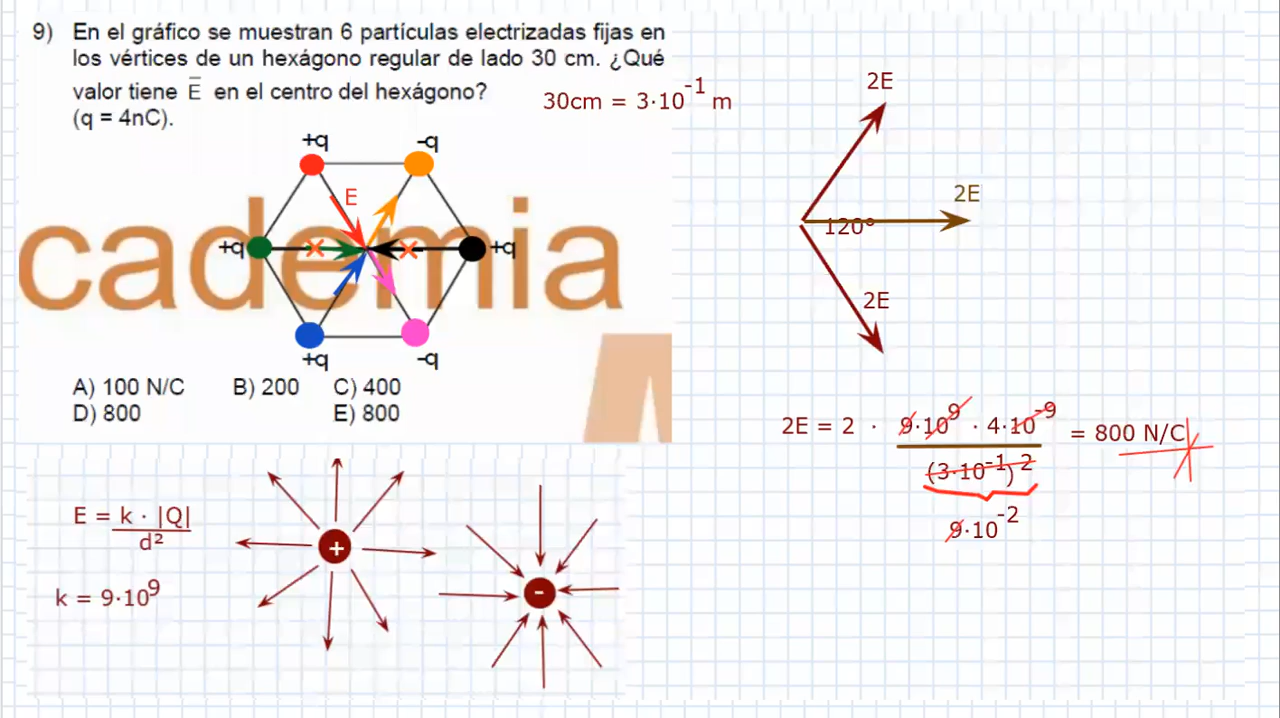 9) En el gráfico se muestran 6 partículas electrizadas fijas en
los vértices de un hexágono regular de lado 30 cm. ¿Qué
valor tiene E̅ en el centro del hexágono?
(q = 4nC).
30cm = 3·10⁻¹ m
+q
-q
E
+q
+q
+q
-q
cademia
A) 100 N/C B) 200 C) 400
D) 800 E) 800
2E
2E
120º
2E
2E = 2 · 9·10⁹ · 4·10⁻⁹ = 800 N/C
(3·10⁻¹)²
9·10⁻²
E = k · |Q|
d²
k = 9·10⁹
+
-